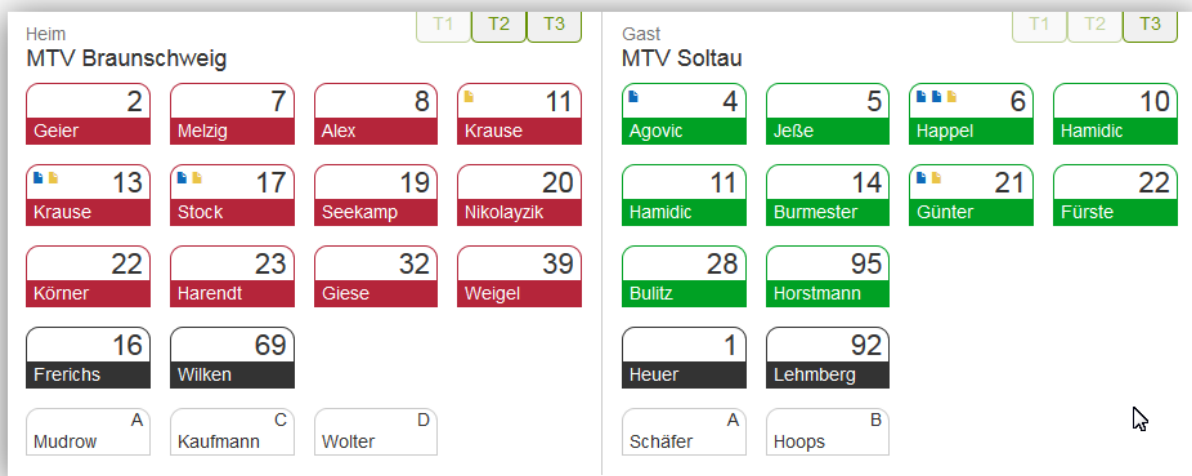 Heim
MTV Braunschweig
T1 T2 T3
2 7 8 11
Geier Melzig Alex Krause
13 17 19 20
Krause Stock Seekamp Nikolayzik
22 23 32 39
Körner Harendt Giese Weigel
16 69
Frerichs Wilken
A C D
Mudrow Kaufmann Wolter
Gast
MTV Soltau
T1 T2 T3
4 5 6 10
Agovic Jeße Happel Hamidic
11 14 21 22
Hamidic Burmester Günter Fürste
28 95
Bulitz Horstmann
1 92
Heuer Lehmberg
A B
Schäfer Hoops